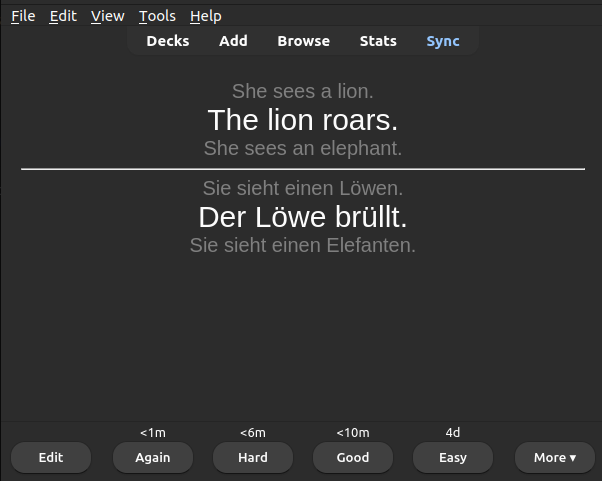 File Edit View Tools Help
Decks Add Browse Stats Sync
She sees a lion.
The lion roars.
She sees an elephant.
Sie sieht einen Löwen.
Der Löwe brüllt.
Sie sieht einen Elefanten.
<1m <6m <10m 4d
Edit Again Hard Good Easy More ▾